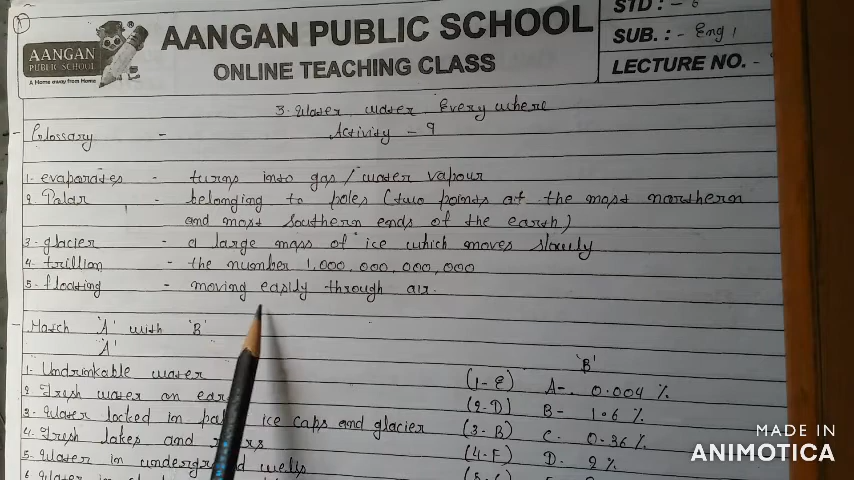 AANGAN PUBLIC SCHOOL
ONLINE TEACHING CLASS
AANGAN
PUBLIC SCHOOL
A Home away from Home
STD : - 6
SUB. : - Eng
LECTURE NO. -
3. Water water Every where
Glossary - Activity - 9
1. evaporates - turns into gas / water vapour
2. Polar - belonging to poles (two points at the most northern
and most southern ends of the earth)
3. glacier - a large mass of ice which moves slowly
4. trillion - the number 1,000,000,000,000
5. floating - moving easily through air.
- Match 'A' with 'B'
'A' 'B'
1. Undrinkable water (1-E) A- 0.004 %
2. Fresh water on (2-D) B- 1.6 %
3. Water locked in ice caps and glacier (3-B) C. 0.36 %
4. Fresh lakes and (4-F) D. 2 %
5. Water in wells
6. Water in
MADE IN
ANIMOTICA